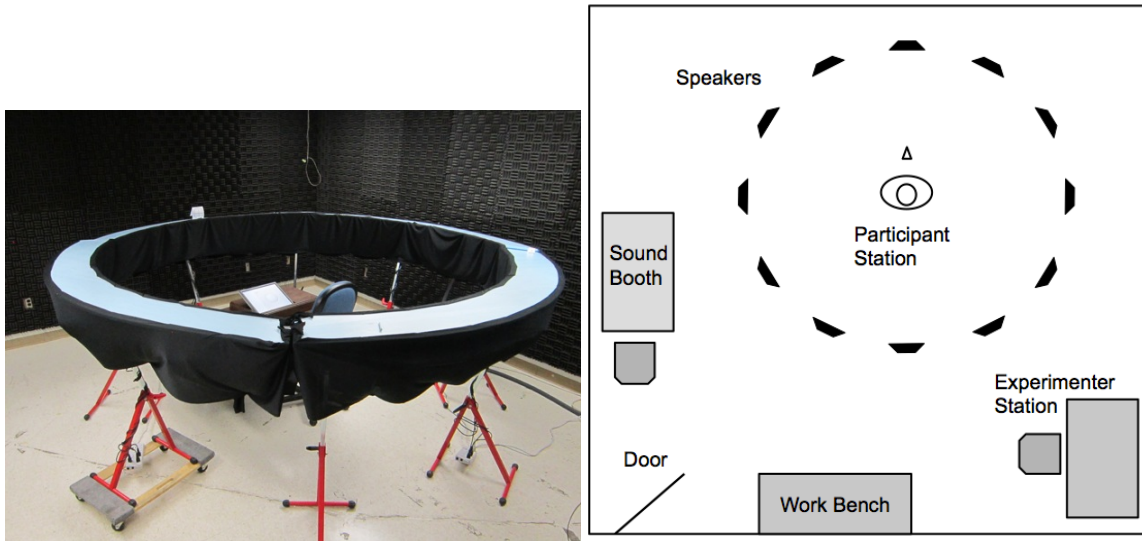 Speakers
Participant
Station
Sound
Booth
Experimenter
Station
Door
Work Bench